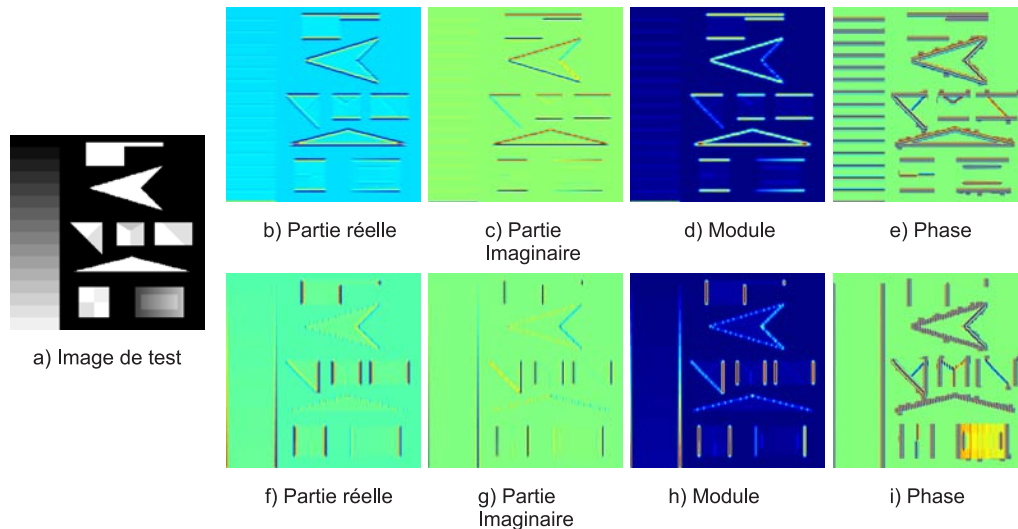 b) Partie réelle
c) Partie
Imaginaire
d) Module
e) Phase
a) Image de test
f) Partie réelle
g) Partie
Imaginaire
h) Module
i) Phase